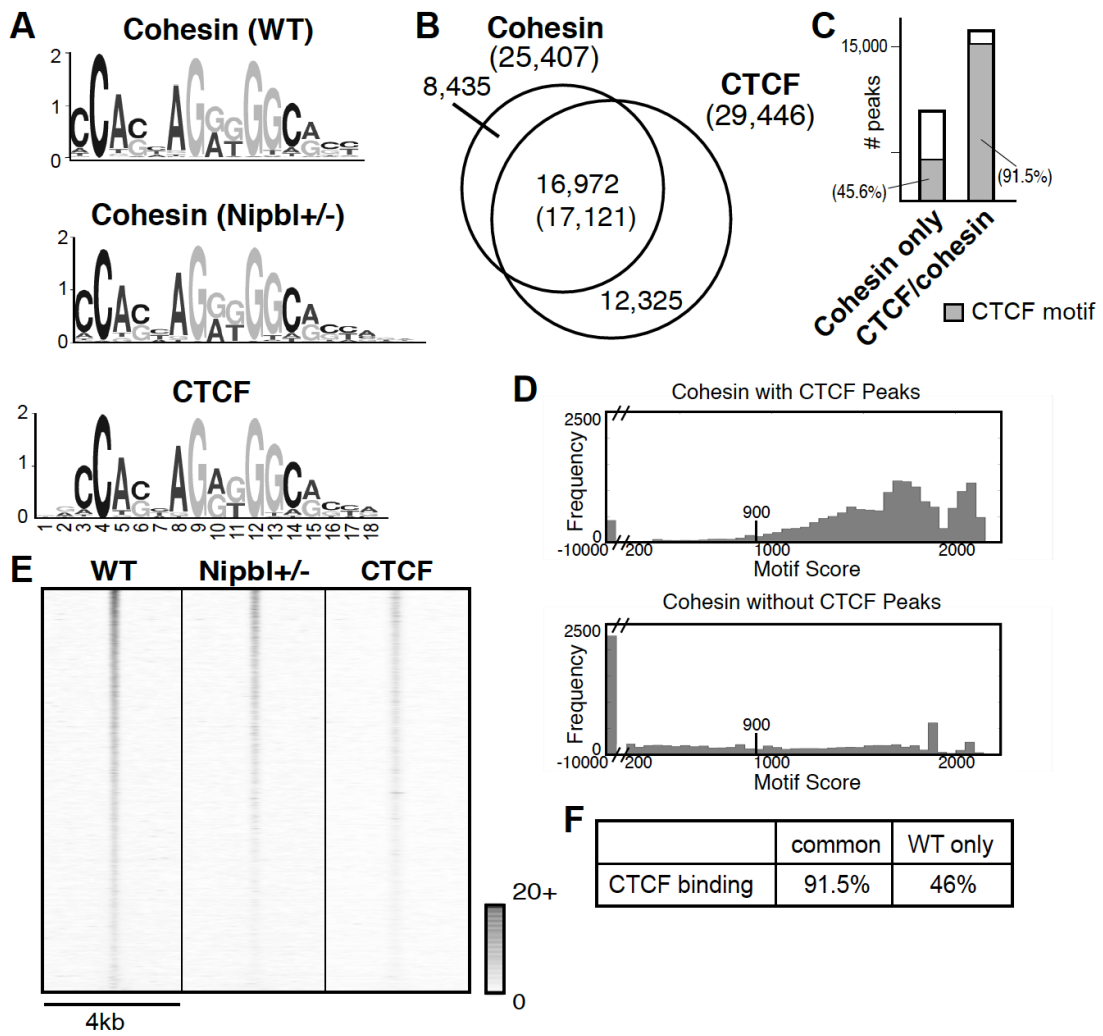 A
Cohesin (WT)
2
1
0
Cohesin (Nipbl+/-)
2
1
0
CTCF
2
1
0
1 2 3 4 5 6 7 8 9 10 11 12 13 14 15 16 17 18
B
Cohesin
(25,407)
8,435
CTCF
(29,446)
16,972
(17,121)
12,325
C
15,000
# peaks
(45.6%)
(91.5%)
Cohesin only
CTCF/cohesin
CTCF motif
D
Cohesin with CTCF Peaks
2500
Frequency
900
0
-10000 200 1000 2000
Motif Score
Cohesin without CTCF Peaks
2500
Frequency
900
0
-10000 200 1000 2000
Motif Score
E
WT Nipbl+/- CTCF
20+
0
4kb
F
common WT only
CTCF binding 91.5% 46%